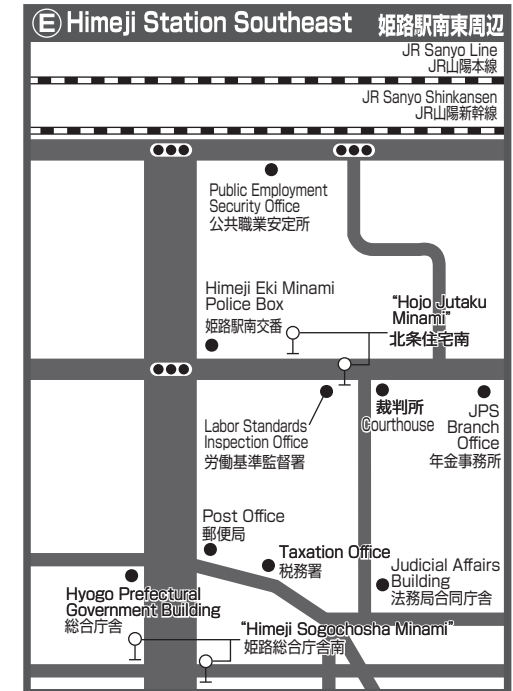 Ⓔ Himeji Station Southeast 姫路駅南東周辺
JR Sanyo Line
JR山陽本線
JR Sanyo Shinkansen
JR山陽新幹線
Public Employment
Security Office
公共職業安定所
Himeji Eki Minami
Police Box
姫路駅南交番
“Hojo Jutaku
Minami”
北条住宅南
Labor Standards
Inspection Office
労働基準監督署
裁判所
Courthouse
JPS
Branch
Office
年金事務所
Post Office
郵便局
Taxation Office
税務署
Judicial Affairs
Building
法務局合同庁舎
Hyogo Prefectural
Government Building
総合庁舎
“Himeji Sogochosha Minami”
姫路総合庁舎南